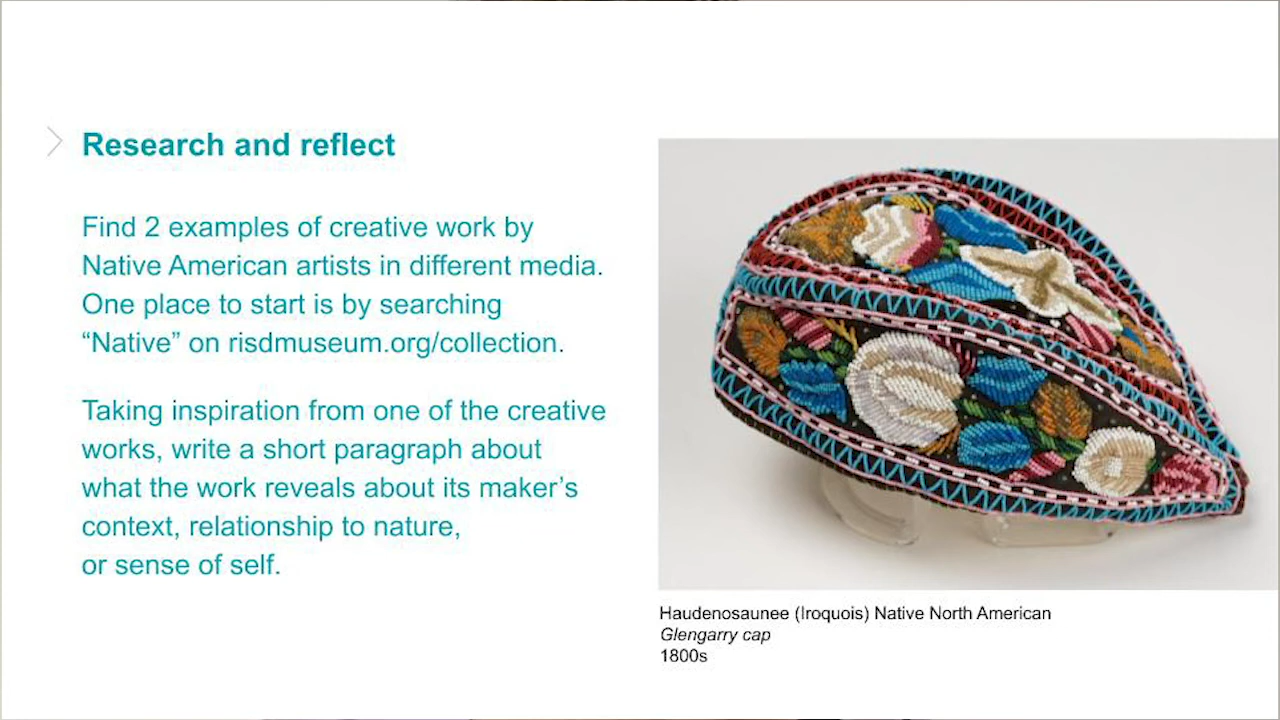 Research and reflect
Find 2 examples of creative work by
Native American artists in different media.
One place to start is by searching
“Native” on risdmuseum.org/collection.
Taking inspiration from one of the creative
works, write a short paragraph about
what the work reveals about its maker’s
context, relationship to nature,
or sense of self.
Haudenosaunee (Iroquois) Native North American
Glengarry cap
1800s